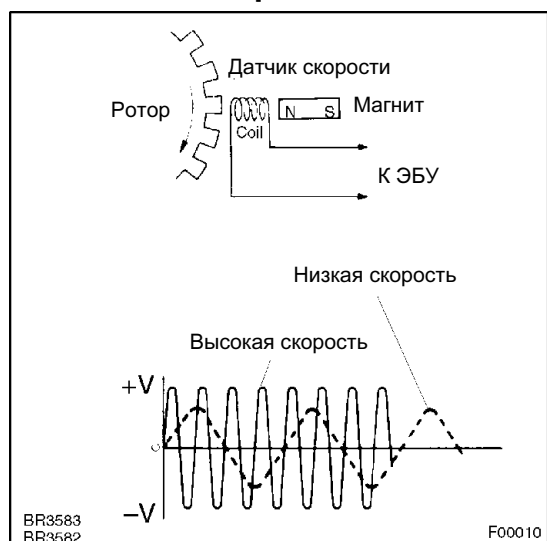 Датчик скорости
Ротор
N S
Магнит
Coil
К ЭБУ
Низкая скорость
Высокая скорость
+V
0
−V
BR3583
BR3582
F00010